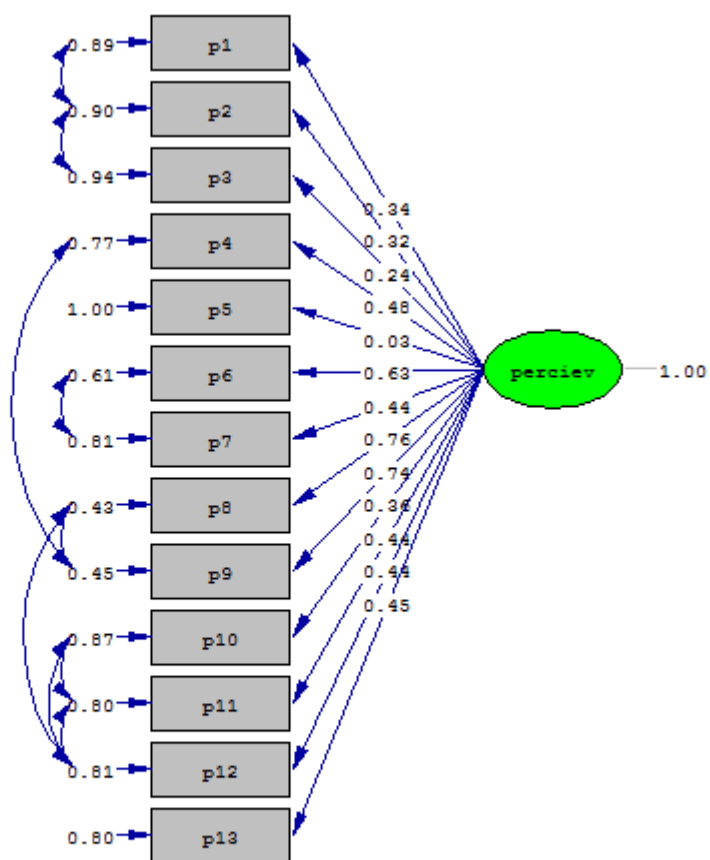 0.89 p1
0.90 p2
0.94 p3
0.34
0.77 p4
0.32
0.24
1.00 p5
0.48
0.03
0.61 p6
0.63
perciev 1.00
0.81 p7
0.44
0.76
0.43 p8
0.74
0.36
0.45 p9
0.44
0.44
0.45
0.87 p10
0.80 p11
0.81 p12
0.80 p13